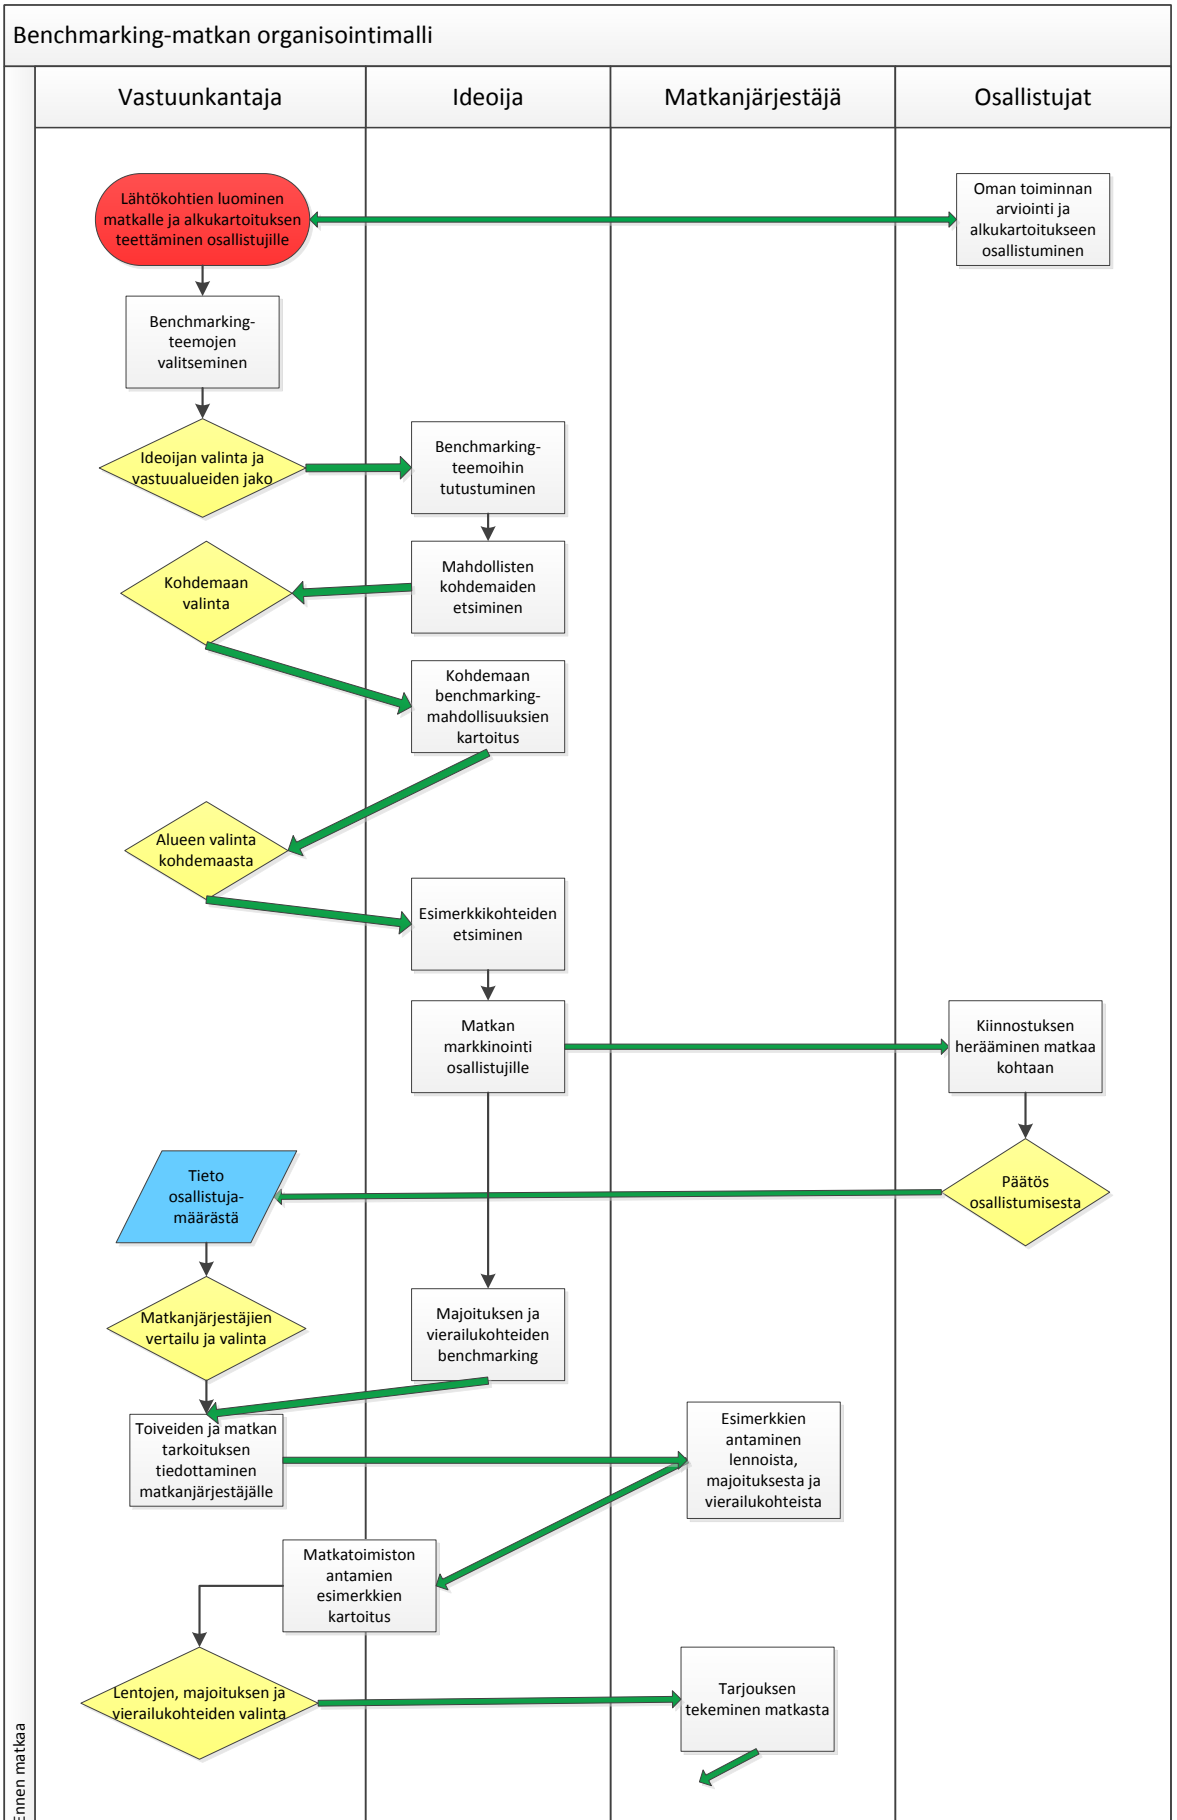 Benchmarking-matkan organisointimalli
Vastuunkantaja
Ideoija
Matkanjärjestäjä
Osallistujat
Lähtökohtien luominen
matkalle ja alkukartoituksen
teettäminen osallistujille
Oman toiminnan
arviointi ja
alkukartoitukseen
osallistuminen
Benchmarking-
teemojen
valitseminen
Ideoijan valinta ja
vastuualueiden jako
Benchmarking-
teemoihin
tutustuminen
Kohdemaan
valinta
Mahdollisten
kohdemaiden
etsiminen
Kohdemaan
benchmarking-
mahdollisuuksien
kartoitus
Alueen valinta
kohdemaasta
Esimerkkikohteiden
etsiminen
Matkan
markkinointi
osallistujille
Kiinnostuksen
herääminen matkaa
kohtaan
Tieto
osallistuja-
määrästä
Päätös
osallistumisesta
Matkanjärjestäjien
vertailu ja valinta
Majoituksen ja
vierailukohteiden
benchmarking
Toiveiden ja matkan
tarkoituksen
tiedottaminen
matkanjärjestäjälle
Esimerkkien
antaminen
lennoista,
majoituksesta ja
vierailukohteista
Matkatoimiston
antamien
esimerkkien
kartoitus
Lentojen, majoituksen ja
vierailukohteiden valinta
Tarjouksen
tekeminen matkasta
Ennen matkaa